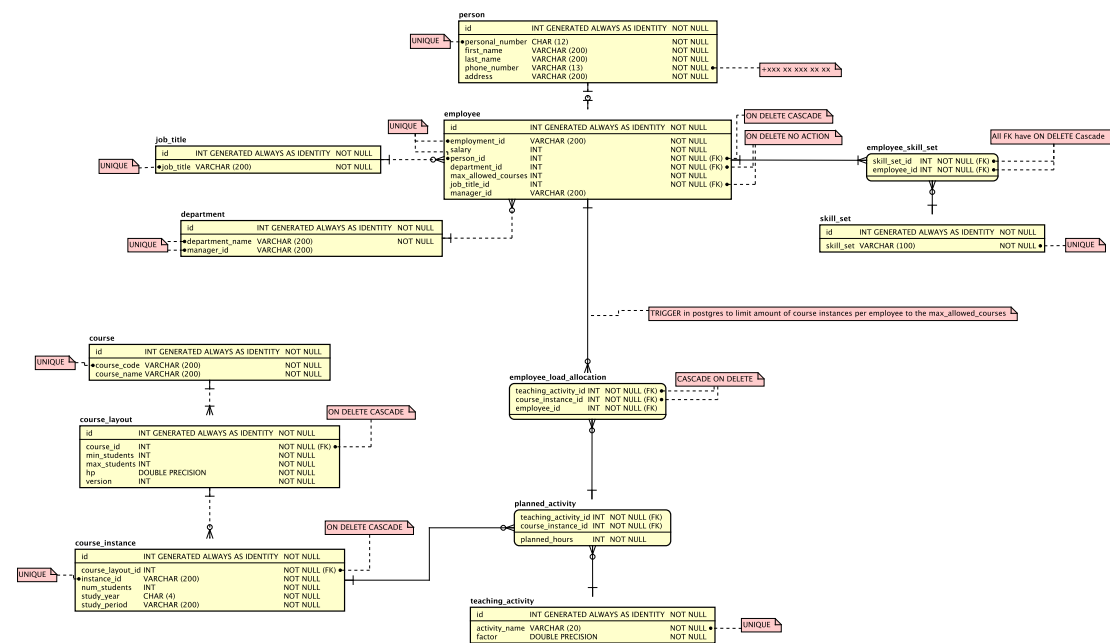 person
id INT GENERATED ALWAYS AS IDENTITY NOT NULL
UNIQUE
personal_number CHAR (12) NOT NULL
first_name VARCHAR (200) NOT NULL
last_name VARCHAR (200) NOT NULL
phone_number VARCHAR (13) NOT NULL
address VARCHAR (200) NOT NULL
+xxx xx xxx xx xx
employee
id INT GENERATED ALWAYS AS IDENTITY NOT NULL
UNIQUE
employment_id VARCHAR (200) NOT NULL
salary INT NOT NULL
person_id INT NOT NULL (FK)
department_id INT NOT NULL (FK)
max_allowed_courses INT NOT NULL
job_title_id INT NOT NULL (FK)
manager_id VARCHAR (200)
ON DELETE CASCADE
ON DELETE NO ACTION
All FK have ON DELETE Cascade
job_title
id INT GENERATED ALWAYS AS IDENTITY NOT NULL
UNIQUE
job_title VARCHAR (200) NOT NULL
employee_skill_set
skill_set_id INT NOT NULL (FK)
employee_id INT NOT NULL (FK)
department
id INT GENERATED ALWAYS AS IDENTITY NOT NULL
UNIQUE
department_name VARCHAR (200) NOT NULL
manager_id VARCHAR (200)
skill_set
id INT GENERATED ALWAYS AS IDENTITY NOT NULL
skill_set VARCHAR (100) NOT NULL
UNIQUE
TRIGGER in postgres to limit amount of course instances per employee to the max_allowed_courses
course
id INT GENERATED ALWAYS AS IDENTITY NOT NULL
UNIQUE
course_code VARCHAR (200) NOT NULL
course_name VARCHAR (200) NOT NULL
employee_load_allocation
teaching_activity_id INT NOT NULL (FK)
course_instance_id INT NOT NULL (FK)
employee_id INT NOT NULL (FK)
CASCADE ON DELETE
course_layout
id INT GENERATED ALWAYS AS IDENTITY NOT NULL
course_id INT NOT NULL (FK)
min_students INT NOT NULL
max_students INT NOT NULL
hp DOUBLE PRECISION NOT NULL
version INT NOT NULL
ON DELETE CASCADE
planned_activity
teaching_activity_id INT NOT NULL (FK)
course_instance_id INT NOT NULL (FK)
planned_hours INT NOT NULL
course_instance
id INT GENERATED ALWAYS AS IDENTITY NOT NULL
course_layout_id INT NOT NULL (FK)
UNIQUE
instance_id VARCHAR (200) NOT NULL
num_students INT NOT NULL
study_year CHAR (4) NOT NULL
study_period VARCHAR (200) NOT NULL
ON DELETE CASCADE
teaching_activity
id INT GENERATED ALWAYS AS IDENTITY NOT NULL
activity_name VARCHAR (20) NOT NULL
factor DOUBLE PRECISION NOT NULL
UNIQUE